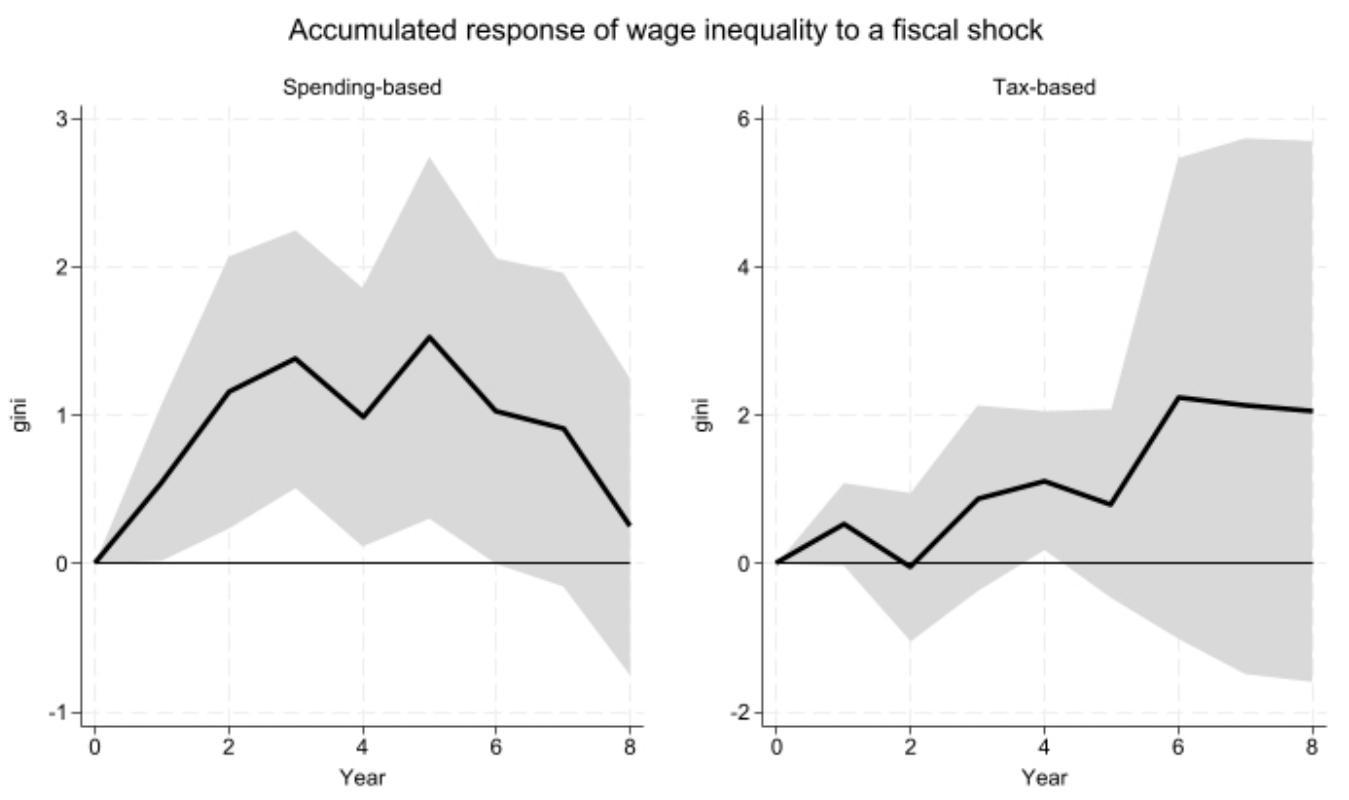 Accumulated response of wage inequality to a fiscal shock
Spending-based
3
2
1
0
-1
gini
0 2 4 6 8
Year
Tax-based
6
4
2
0
-2
gini
0 2 4 6 8
Year